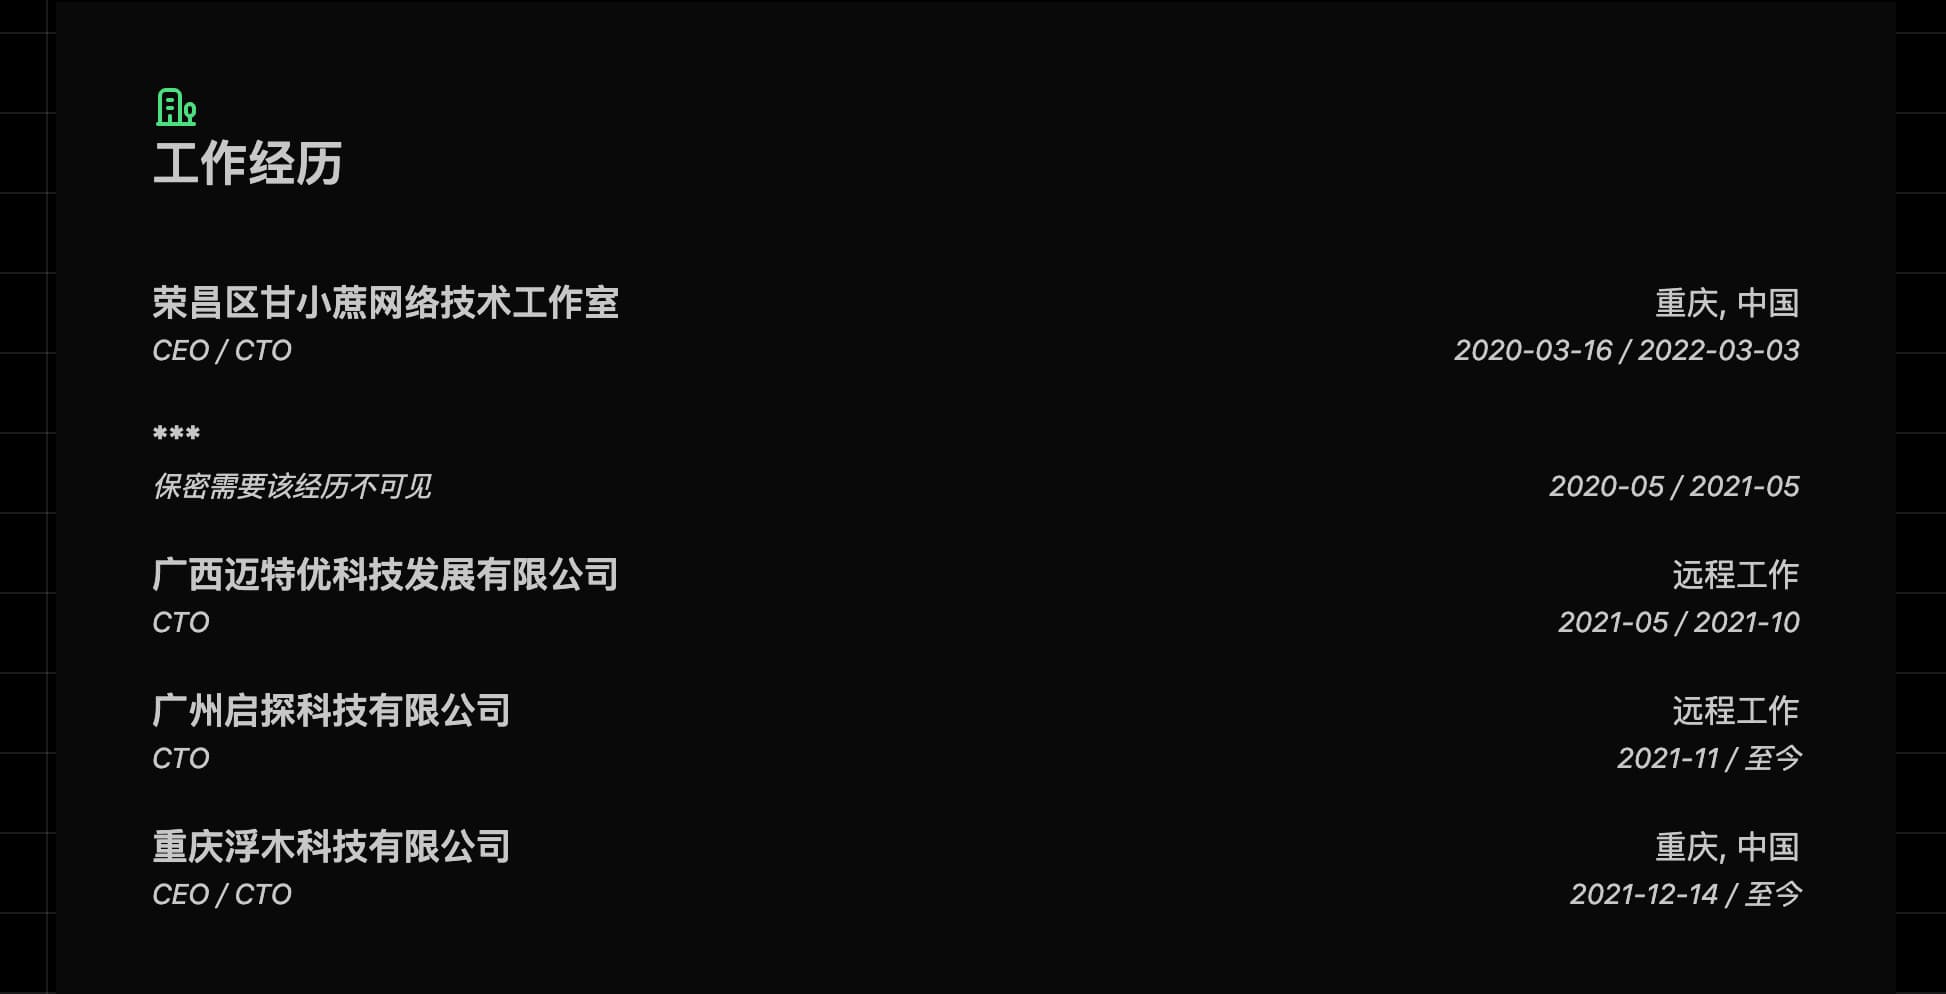 工作经历
荣昌区甘小蔗网络技术工作室
重庆, 中国
CEO / CTO
2020-03-16 / 2022-03-03
***
保密需要该经历不可见
2020-05 / 2021-05
广西迈特优科技发展有限公司
远程工作
CTO
2021-05 / 2021-10
广州启探科技有限公司
远程工作
CTO
2021-11 / 至今
重庆浮木科技有限公司
重庆, 中国
CEO / CTO
2021-12-14 / 至今